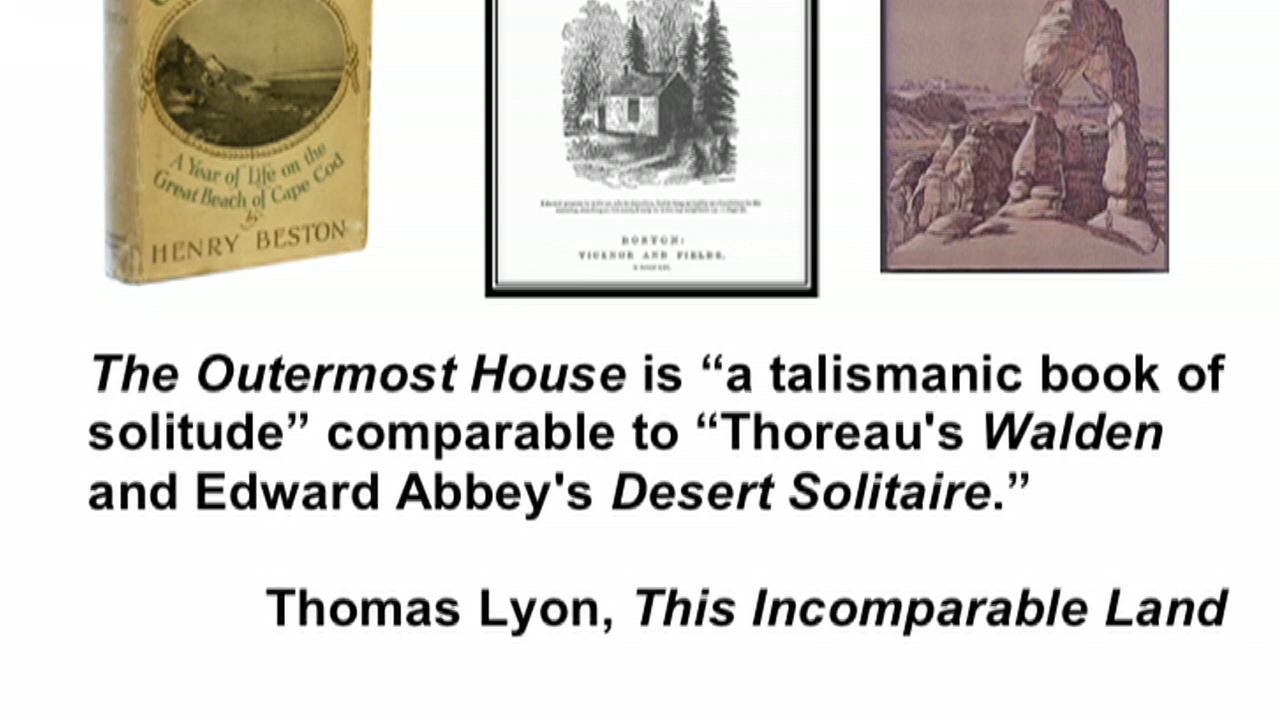 A Year of Life on the
Great Beach of Cape Cod
by
HENRY BESTON
BOSTON:
TICKNOR AND FIELDS.
The Outermost House is “a talismanic book of
solitude” comparable to “Thoreau's Walden
and Edward Abbey's Desert Solitaire.”
Thomas Lyon, This Incomparable Land